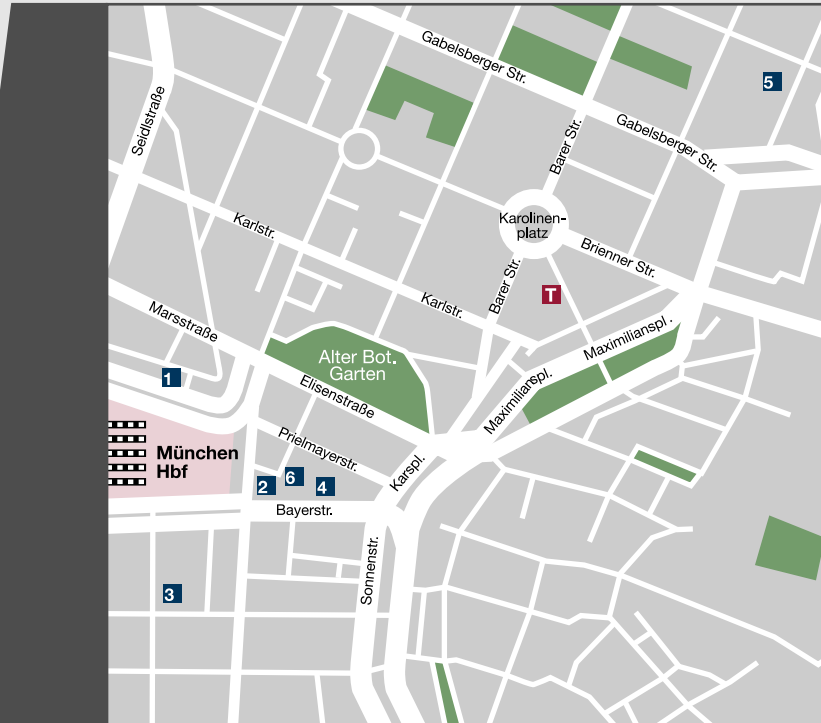 Gabelsberger Str.
5
Seidlstraße
Barer Str.
Gabelsberger Str.
Karlstr.
Karolinen-
platz
Brienner Str.
Barer Str.
T
Karlstr.
Marsstraße
Maximilianspl.
Alter Bot.
Garten
1
Elisenstraße
Maximilianspl.
Prielmayerstr.
München
Hbf
Karspl.
2
6
4
Bayerstr.
Sonnenstr.
3